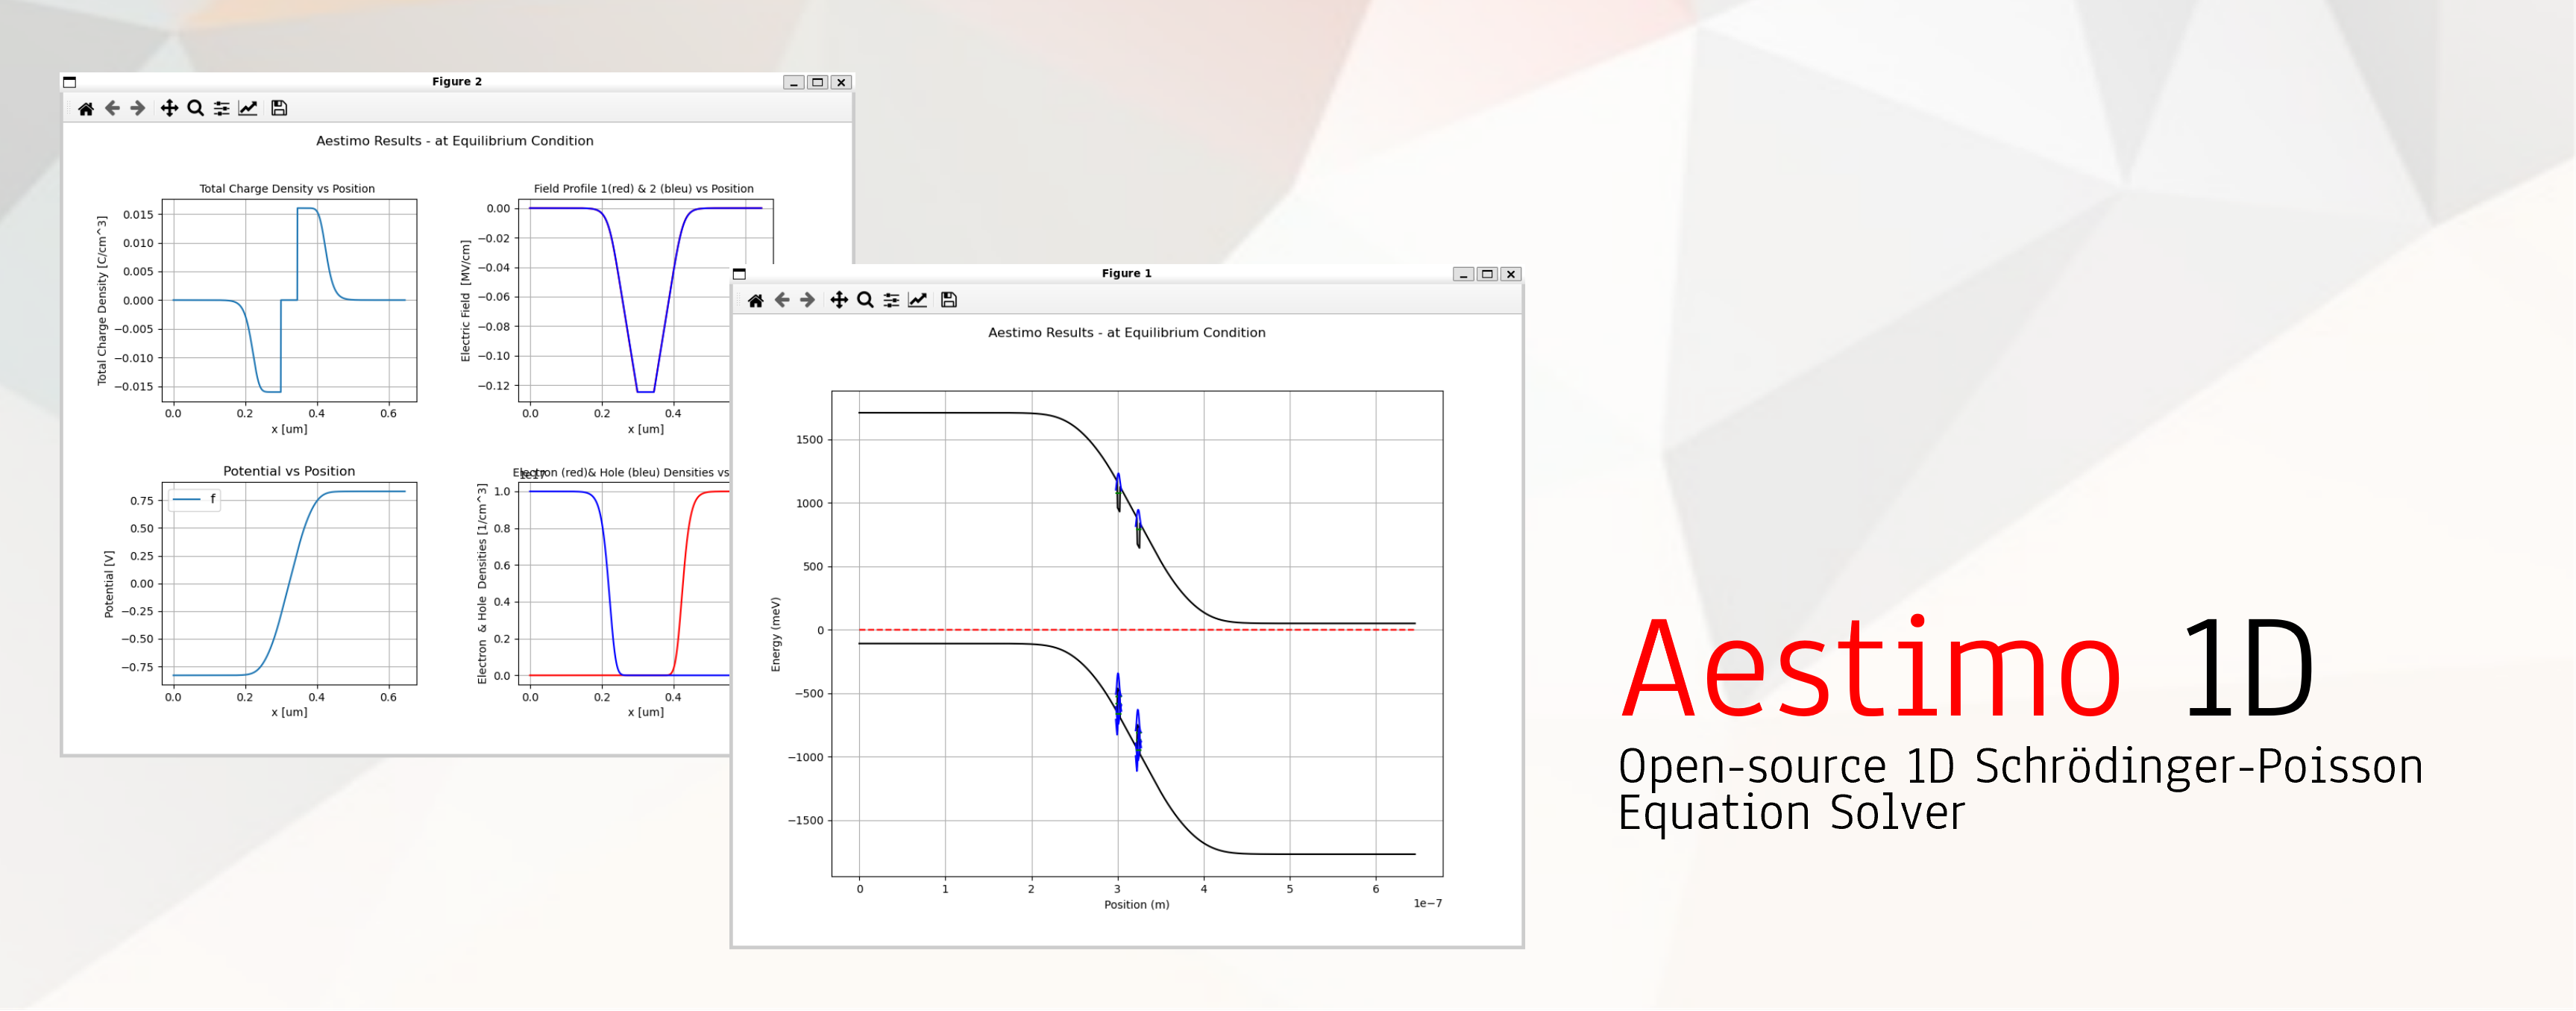 Figure 2
Aestimo Results - at Equilibrium Condition
Total Charge Density vs Position
Total Charge Density [C/cm^3]
0.015
0.010
0.005
0.000
−0.005
−0.010
−0.015
0.0 0.2 0.4 0.6
x [um]
Field Profile 1(red) & 2 (bleu) vs Position
Electric Field [MV/cm]
0.00
−0.02
−0.04
−0.06
−0.08
−0.10
−0.12
0.0 0.2 0.4
x [um]
Potential vs Position
f
Potential [V]
0.75
0.50
0.25
0.00
−0.25
−0.50
−0.75
0.0 0.2 0.4 0.6
x [um]
Electron (red)& Hole (bleu) Densities vs
1e17
Electron & Hole Densities [1/cm^3]
1.0
0.8
0.6
0.4
0.2
0.0
0.0 0.2 0.4
x [um]
Figure 1
Aestimo Results - at Equilibrium Condition
Energy (meV)
1500
1000
500
0
−500
−1000
−1500
0 1 2 3 4 5 6
Position (m)
1e−7
Aestimo 1D
Open-source 1D Schrödinger-Poisson
Equation Solver